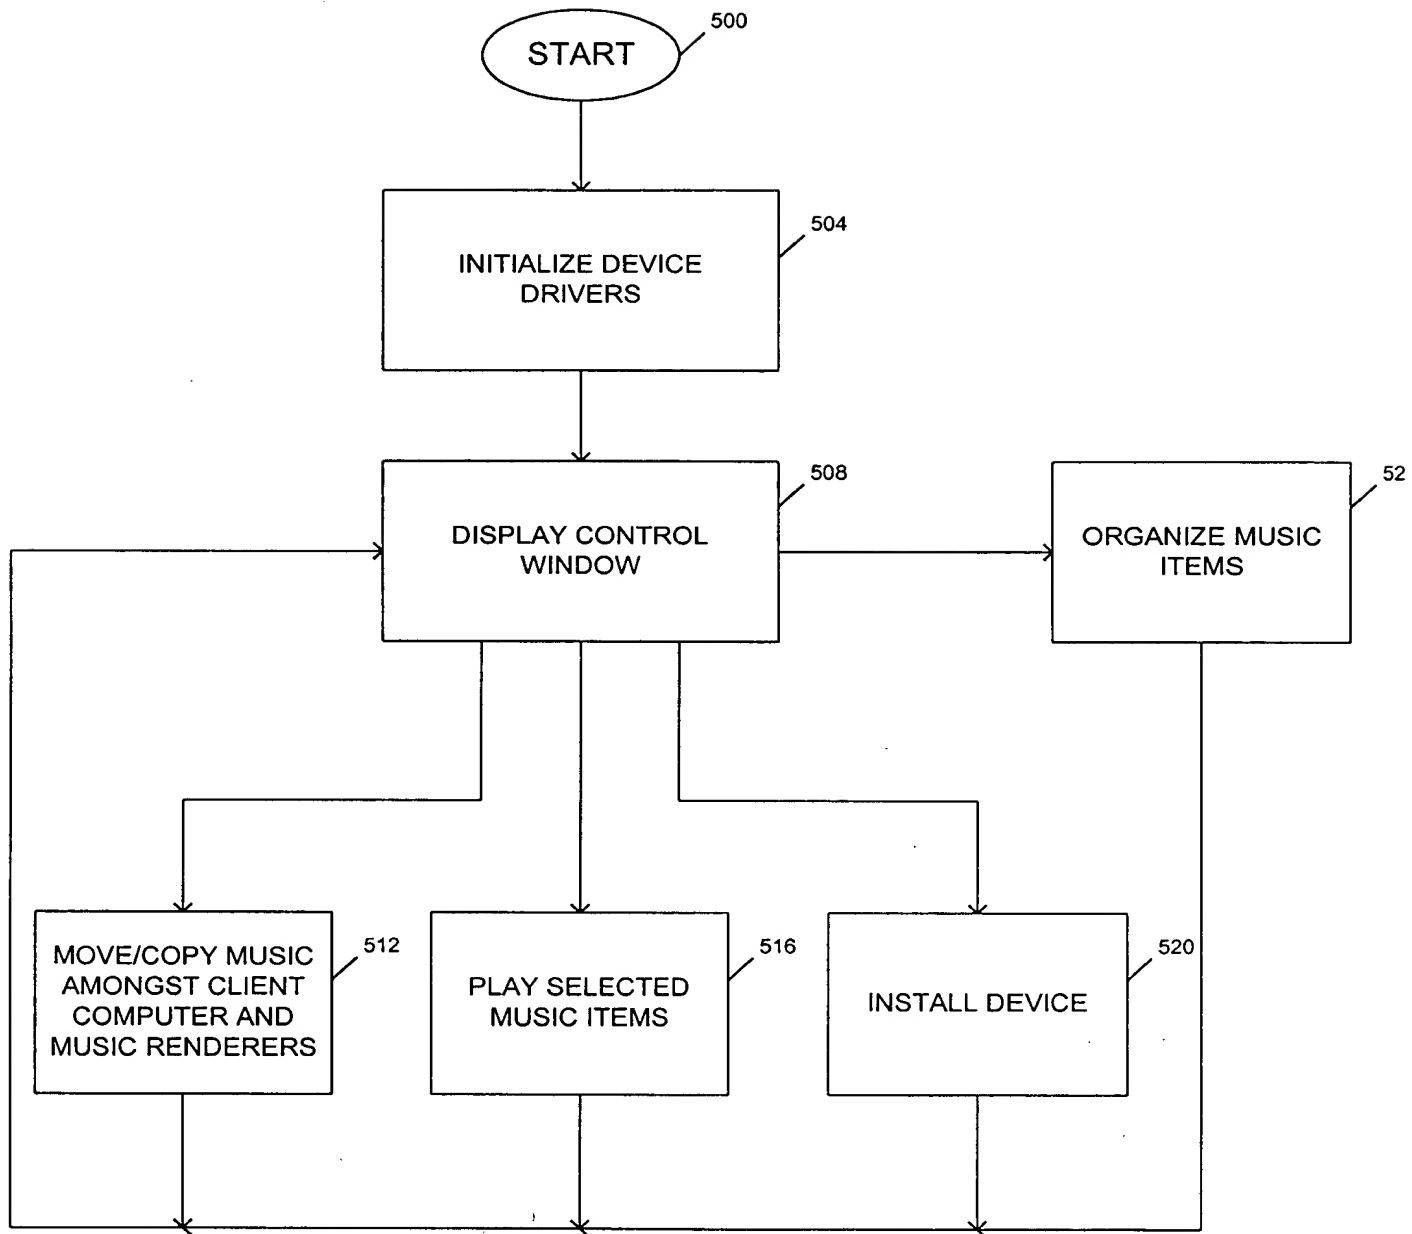 START
500
INITIALIZE DEVICE
DRIVERS
504
DISPLAY CONTROL
WINDOW
508
ORGANIZE MUSIC
ITEMS
52
MOVE/COPY MUSIC
AMONGST CLIENT
COMPUTER AND
MUSIC RENDERERS
512
PLAY SELECTED
MUSIC ITEMS
516
INSTALL DEVICE
520